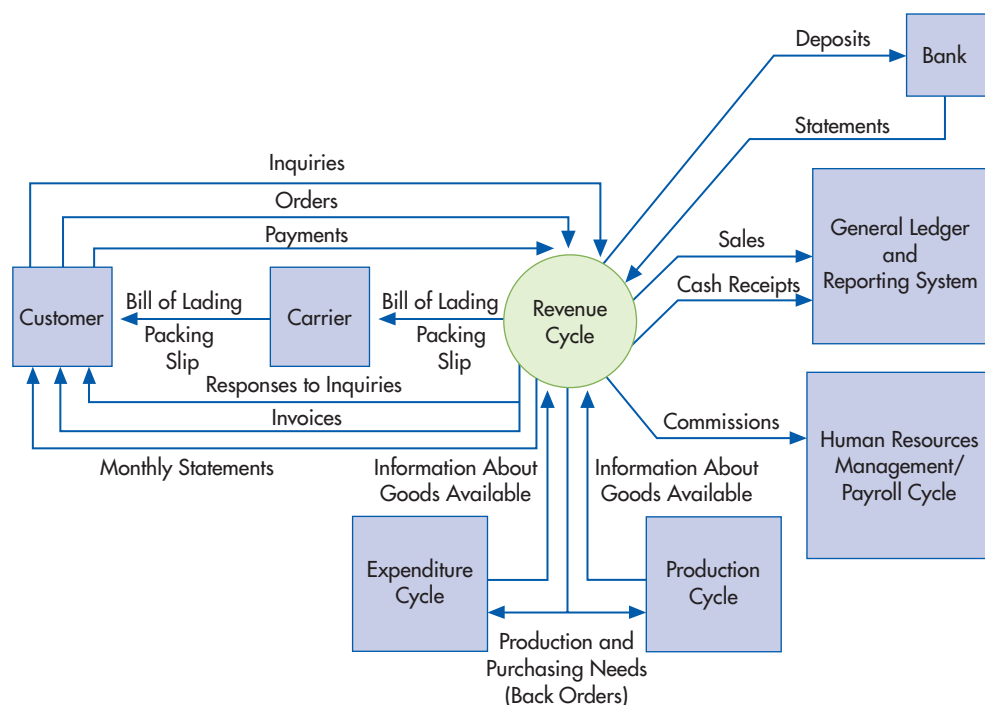 Deposits
Bank
Statements
Inquiries
Orders
Payments
Sales
General Ledger
and
Reporting System
Cash Receipts
Customer
Bill of Lading
Packing
Slip
Carrier
Bill of Lading
Packing
Slip
Revenue
Cycle
Responses to Inquiries
Invoices
Monthly Statements
Commissions
Human Resources
Management/
Payroll Cycle
Information About
Goods Available
Information About
Goods Available
Expenditure
Cycle
Production
Cycle
Production and
Purchasing Needs
(Back Orders)